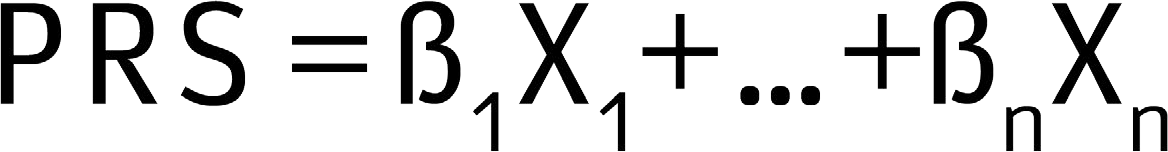 PRS = ß₁X₁+...+ßₙXₙ